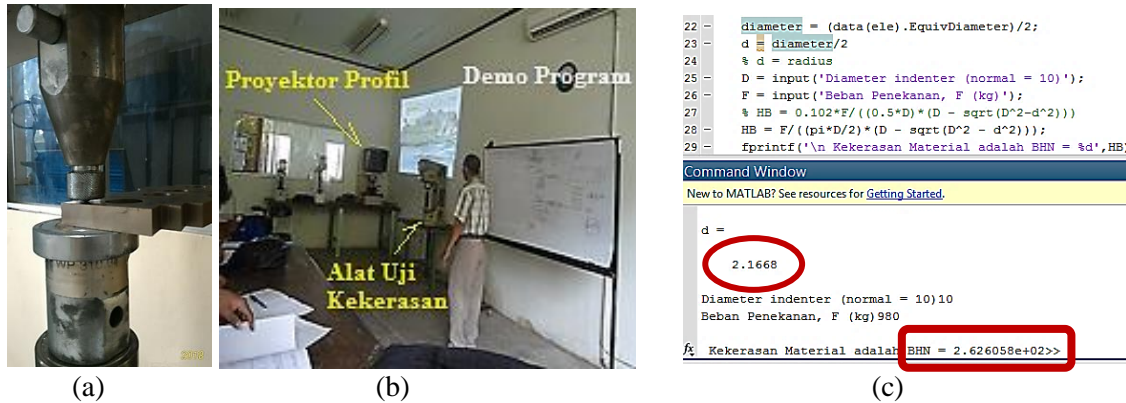 WP 310
2018
(a)
Proyektor Profil
Demo Program
Alat Uji
Kekerasan
(b)
22 - diameter = (data(ele).EquivDiameter)/2;
23 - d = diameter/2
24 % d = radius
25 - D = input('Diameter indenter (normal = 10)');
26 - F = input('Beban Penekanan, F (kg)');
27 % HB = 0.102*F/((0.5*D)*(D - sqrt(D^2-d^2)))
28 - HB = F/((pi*D/2)*(D - sqrt(D^2 - d^2)));
29 - fprintf('\n Kekerasan Material adalah BHN = %d',HB)
Command Window
New to MATLAB? See resources for Getting Started.
d =
2.1668
Diameter indenter (normal = 10)10
Beban Penekanan, F (kg)980
fx Kekerasan Material adalah BHN = 2.626058e+02>>
(c)